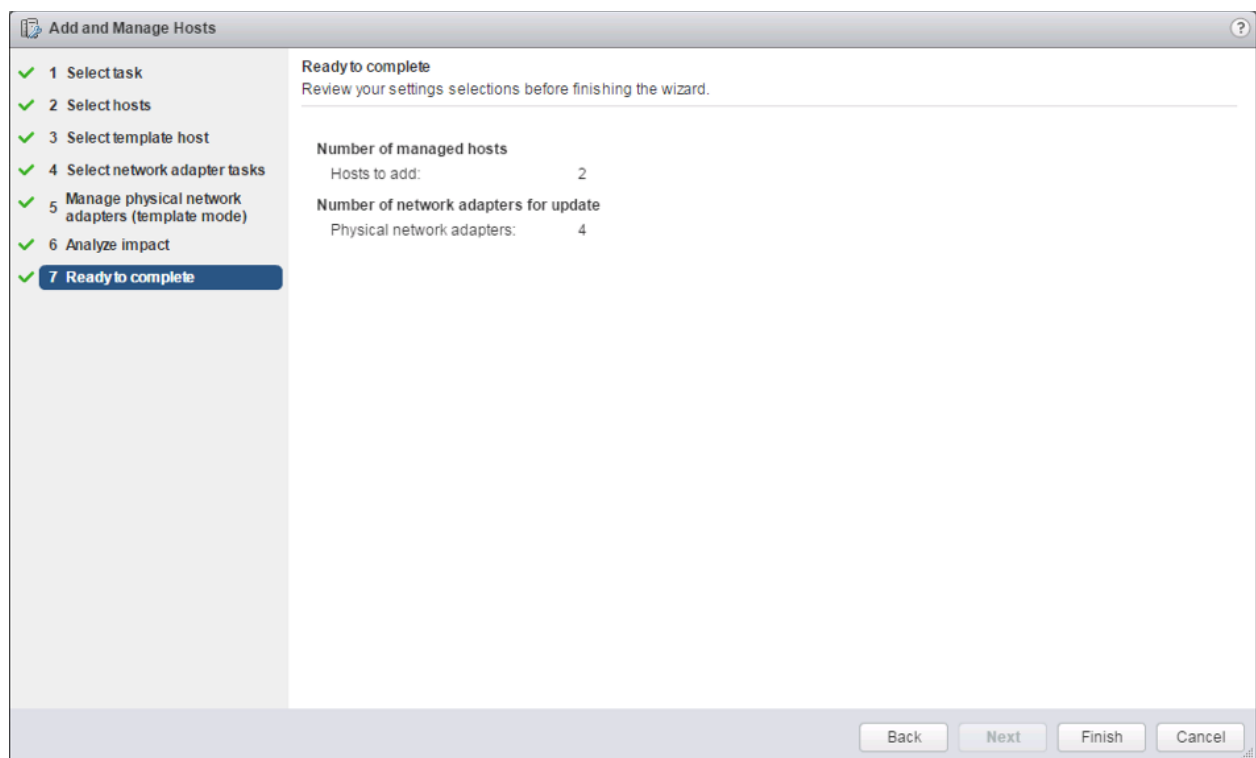 Add and Manage Hosts
?
1 Select task
2 Select hosts
3 Select template host
4 Select network adapter tasks
5 Manage physical network
adapters (template mode)
6 Analyze impact
7 Ready to complete
Ready to complete
Review your settings selections before finishing the wizard.
Number of managed hosts
Hosts to add: 2
Number of network adapters for update
Physical network adapters: 4
Back Next Finish Cancel